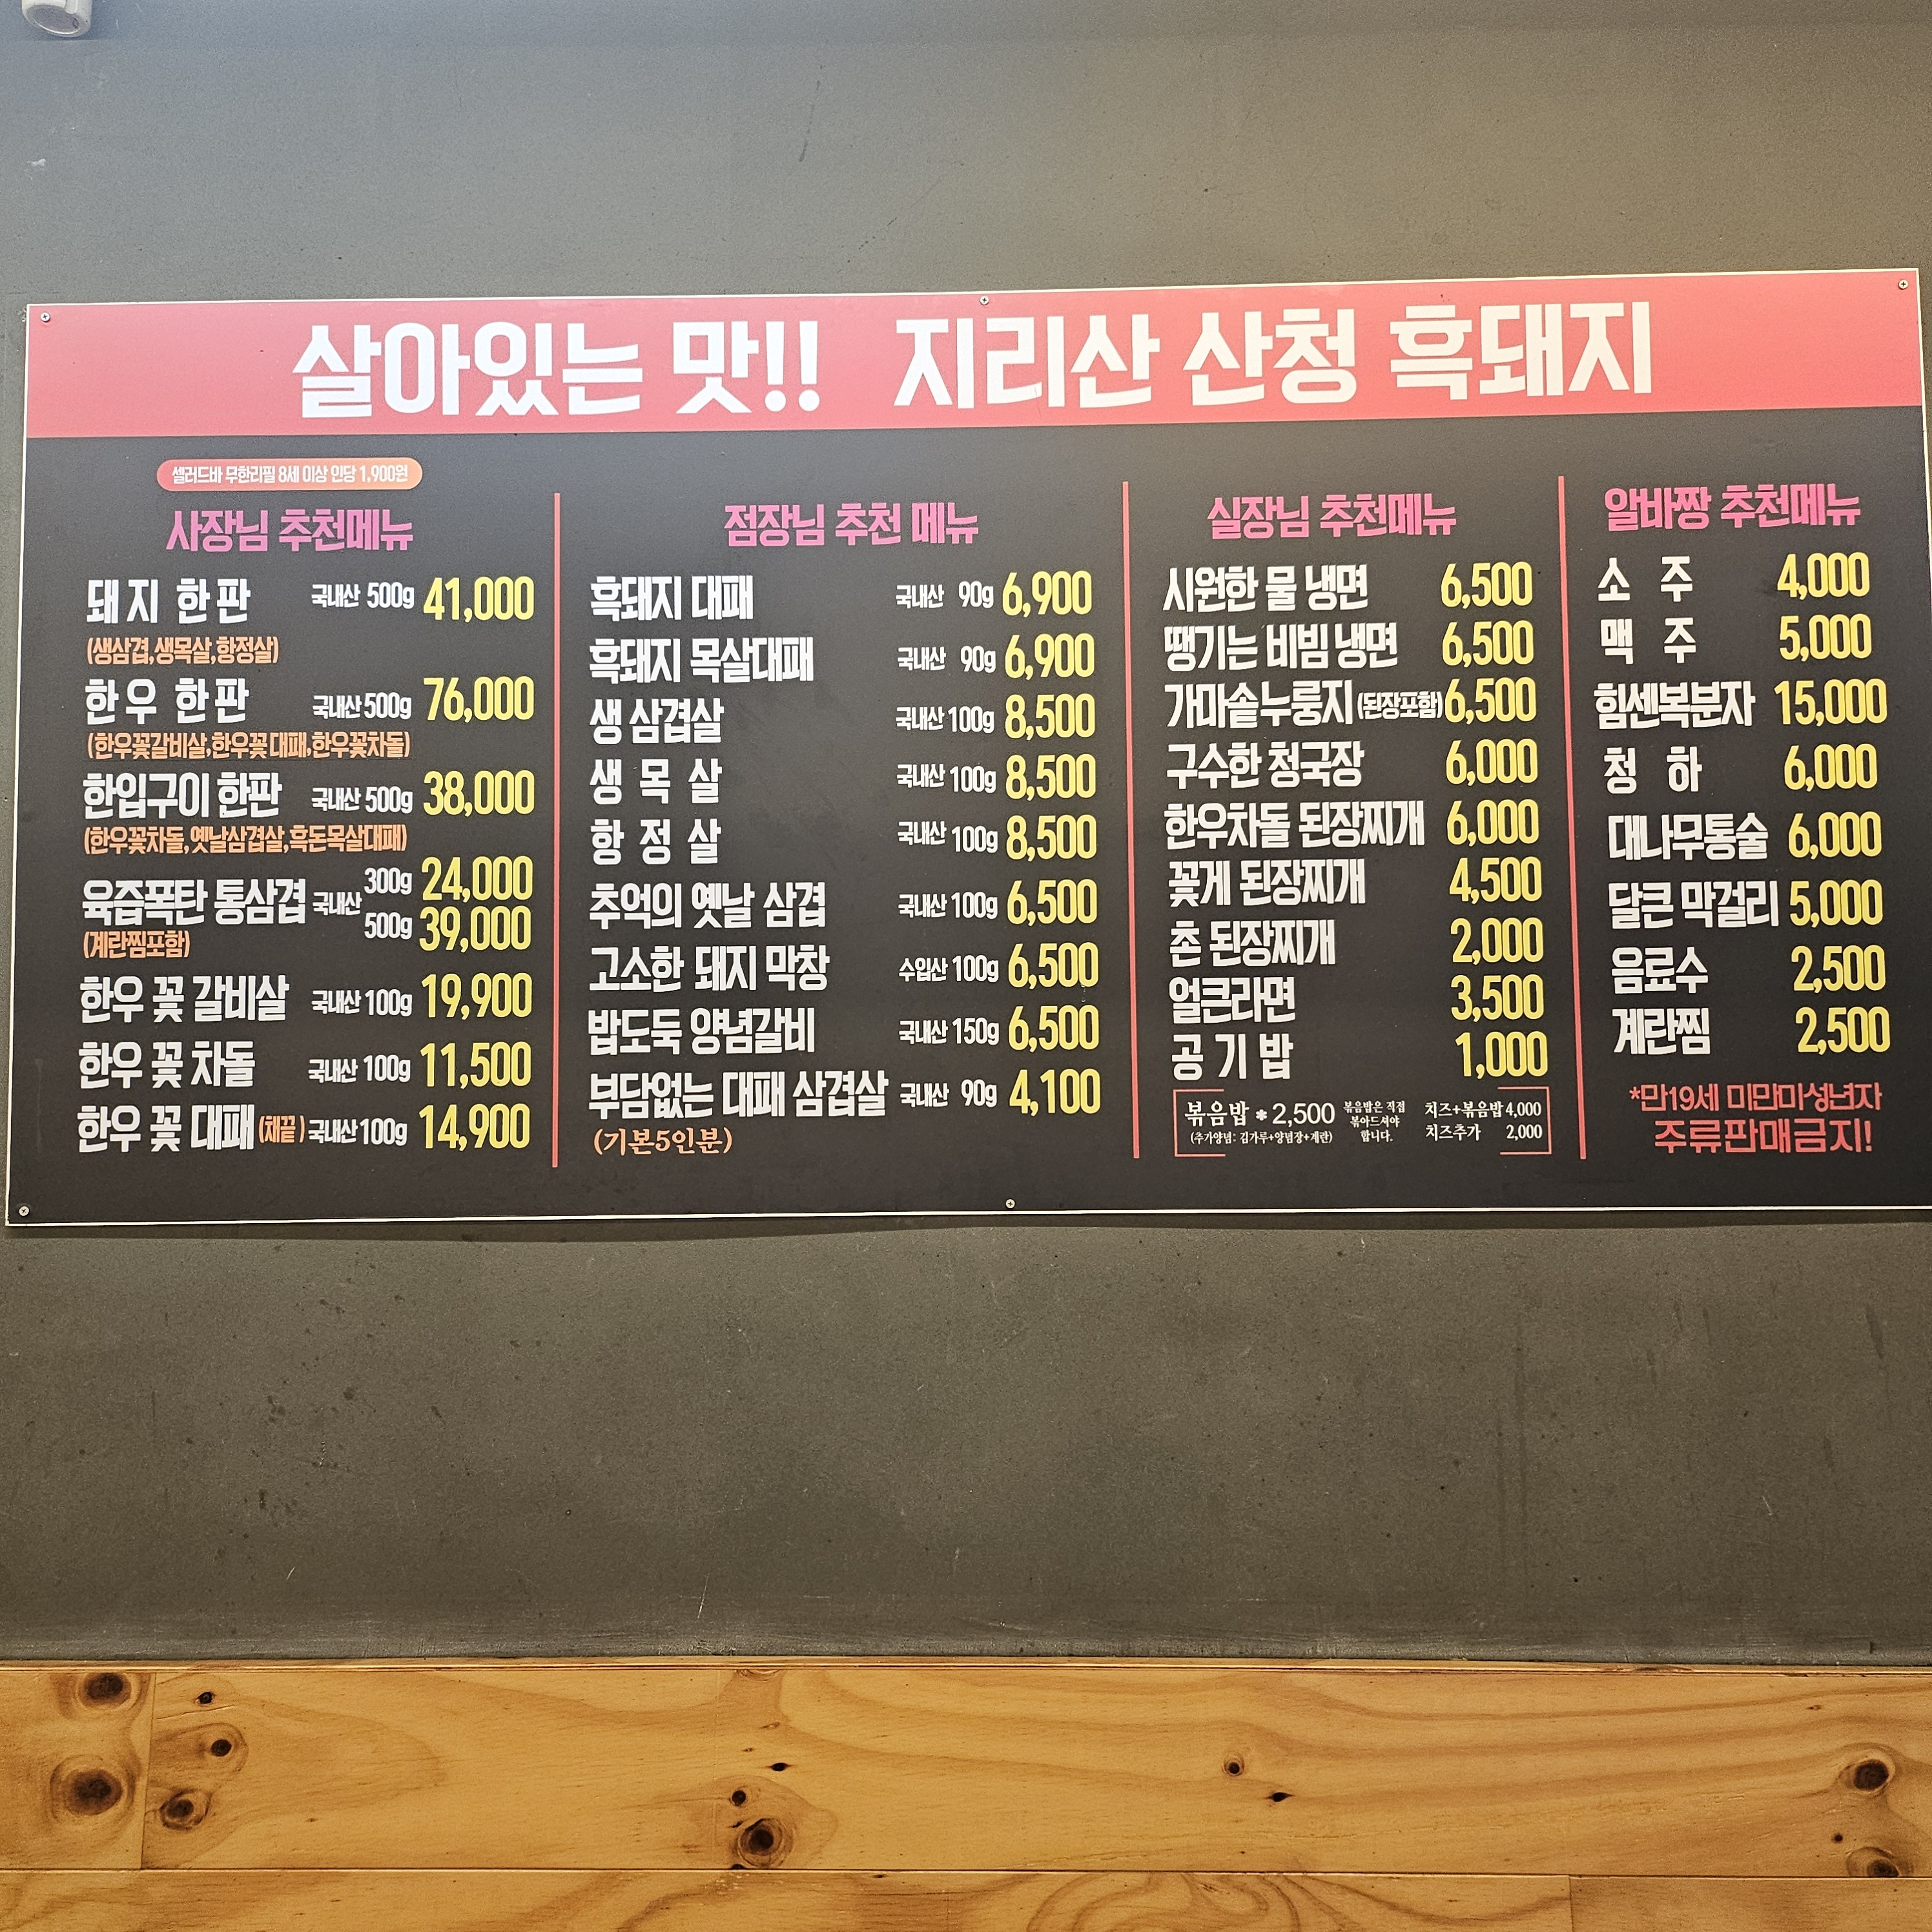 살아있는 맛!! 지리산 산청 흑돼지
셀러드바 무한리필 8세 이상 인당 1,900원
사장님 추천메뉴
돼지 한판 국내산 500g 41,000
(생삼겹,생목살,항정살)
한우 한판 국내산 500g 76,000
(한우꽃갈비살,한우꽃대패,한우꽃차돌)
한입구이 한판 국내산 500g 38,000
(한우꽃차돌,옛날삼겹살,흑돈목살대패)
육즙폭탄 통삼겹 국내산 300g 24,000
500g 39,000
(계란찜포함)
한우 꽃 갈비살 국내산 100g 19,900
한우 꽃 차돌 국내산 100g 11,500
한우 꽃 대패 (채끝) 국내산 100g 14,900
점장님 추천 메뉴
흑돼지 대패 국내산 90g 6,900
흑돼지 목살대패 국내산 90g 6,900
생 삼겹살 국내산 100g 8,500
생 목 살 국내산 100g 8,500
항 정 살 국내산 100g 8,500
추억의 옛날 삼겹 국내산 100g 6,500
고소한 돼지 막창 수입산 100g 6,500
밥도둑 양념갈비 국내산 150g 6,500
부담없는 대패 삼겹살 국내산 90g 4,100
(기본5인분)
실장님 추천메뉴
시원한 물 냉면 6,500
땡기는 비빔 냉면 6,500
가마솥누룽지 (된장포함) 6,500
구수한 청국장 6,000
한우차돌 된장찌개 6,000
꽃게 된장찌개 4,500
촌 된장찌개 2,000
얼큰라면 3,500
공 기 밥 1,000
볶음밥 * 2,500
(추가양념: 김가루+양념장+계란)
볶음밥은 직접
볶아드셔야
합니다.
치즈+볶음밥 4,000
치즈추가 2,000
알바짱 추천메뉴
소 주 4,000
맥 주 5,000
힘센복분자 15,000
청 하 6,000
대나무통술 6,000
달큰 막걸리 5,000
음료수 2,500
계란찜 2,500
*만19세 미만미성년자
주류판매금지!